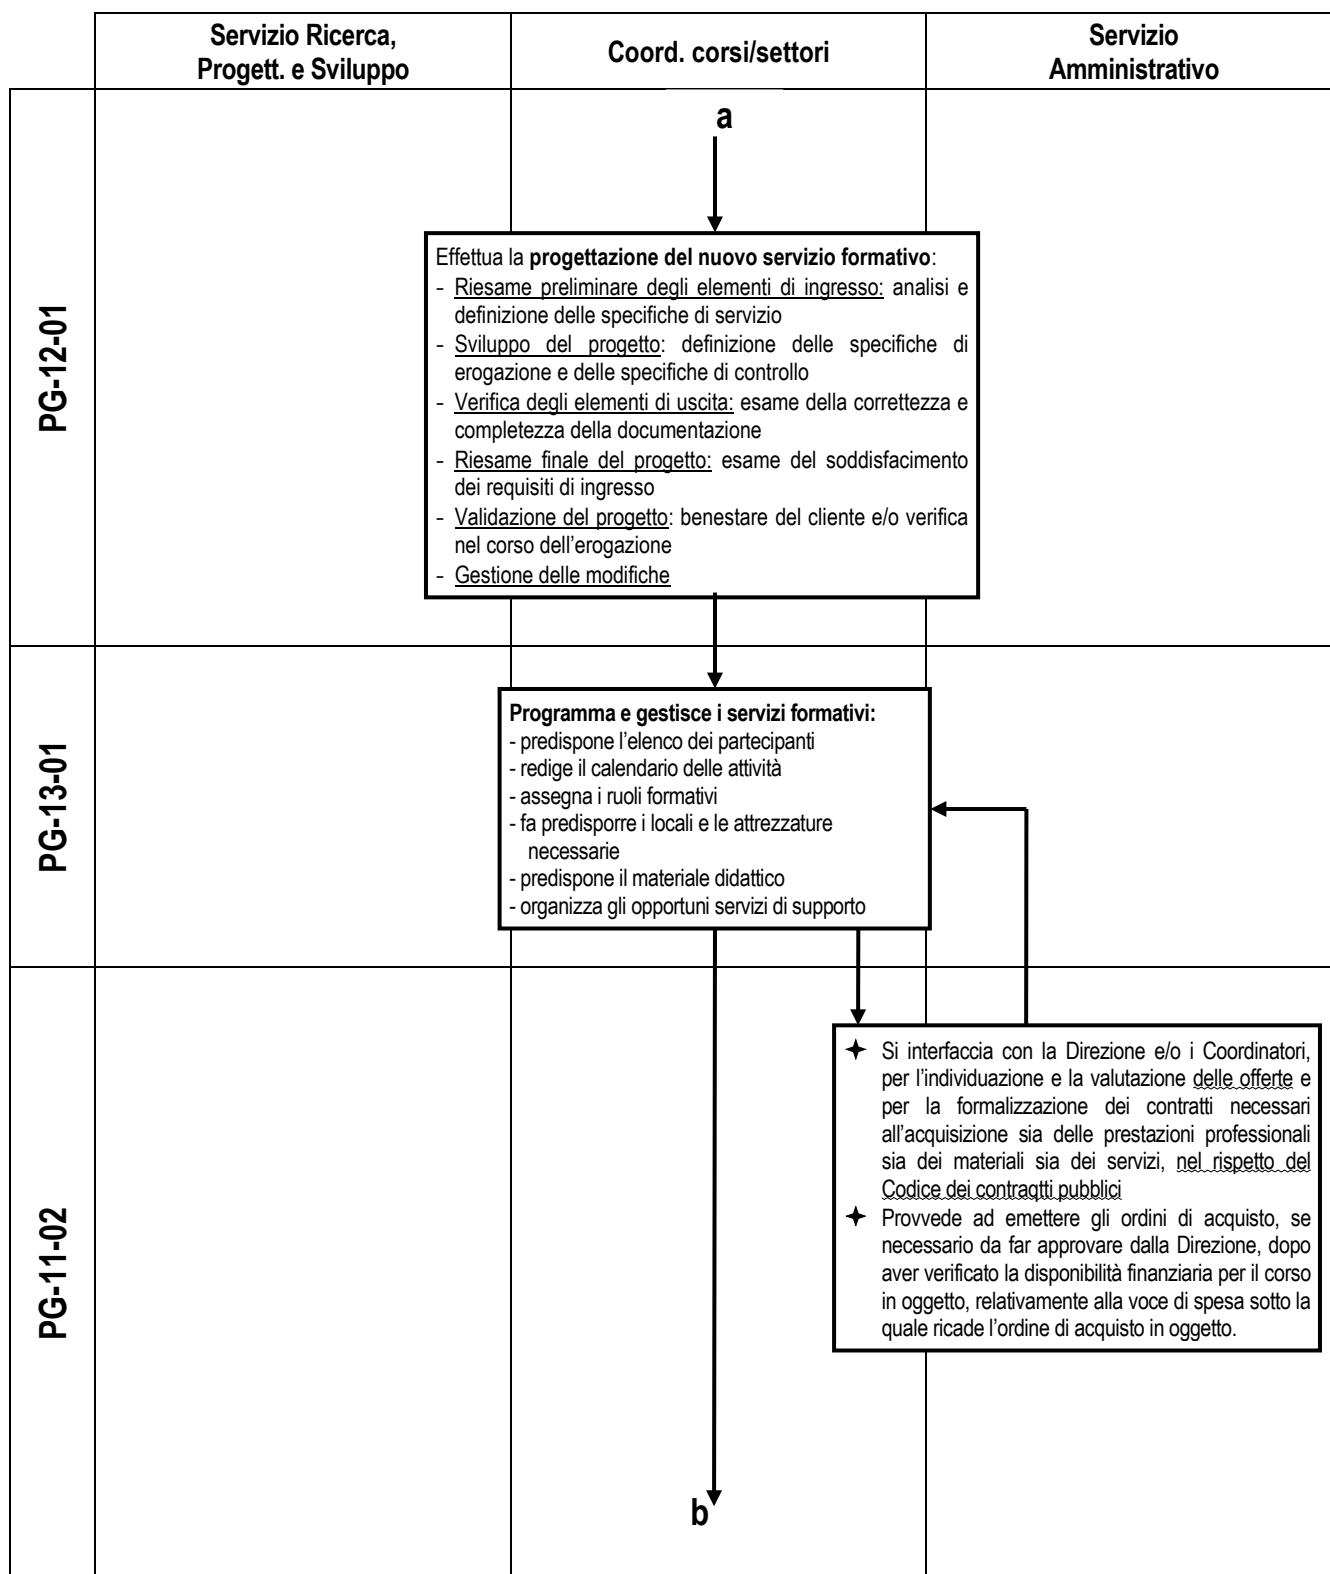 Servizio Ricerca,
Progett. e Sviluppo
Coord. corsi/settori
Servizio
Amministrativo
PG-12-01
a
Effettua la progettazione del nuovo servizio formativo:
- Riesame preliminare degli elementi di ingresso: analisi e
definizione delle specifiche di servizio
- Sviluppo del progetto: definizione delle specifiche di
erogazione e delle specifiche di controllo
- Verifica degli elementi di uscita: esame della correttezza e
completezza della documentazione
- Riesame finale del progetto: esame del soddisfacimento
dei requisiti di ingresso
- Validazione del progetto: benestare del cliente e/o verifica
nel corso dell'erogazione
- Gestione delle modifiche
PG-13-01
Programma e gestisce i servizi formativi:
- predispone l'elenco dei partecipanti
- redige il calendario delle attività
- assegna i ruoli formativi
- fa predisporre i locali e le attrezzature
necessarie
- predispone il materiale didattico
- organizza gli opportuni servizi di supporto
PG-11-02
Si interfaccia con la Direzione e/o i Coordinatori,
per l'individuazione e la valutazione delle offerte e
per la formalizzazione dei contratti necessari
all'acquisizione sia delle prestazioni professionali
sia dei materiali sia dei servizi, nel rispetto del
Codice dei contraqtti pubblici
Provvede ad emettere gli ordini di acquisto, se
necessario da far approvare dalla Direzione, dopo
aver verificato la disponibilità finanziaria per il corso
in oggetto, relativamente alla voce di spesa sotto la
quale ricade l'ordine di acquisto in oggetto.
b